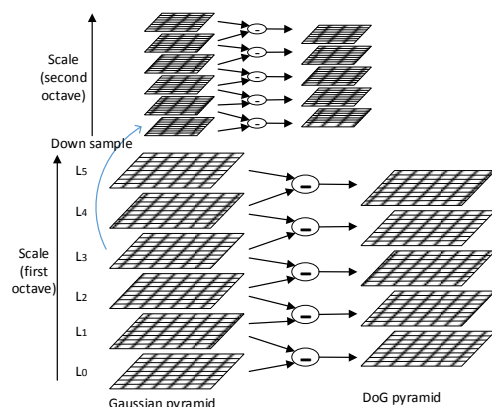 Scale
(second
octave)
Down sample
L5
L4
Scale
(first
octave)
L3
L2
L1
L0
Gaussian pyramid
DoG pyramid